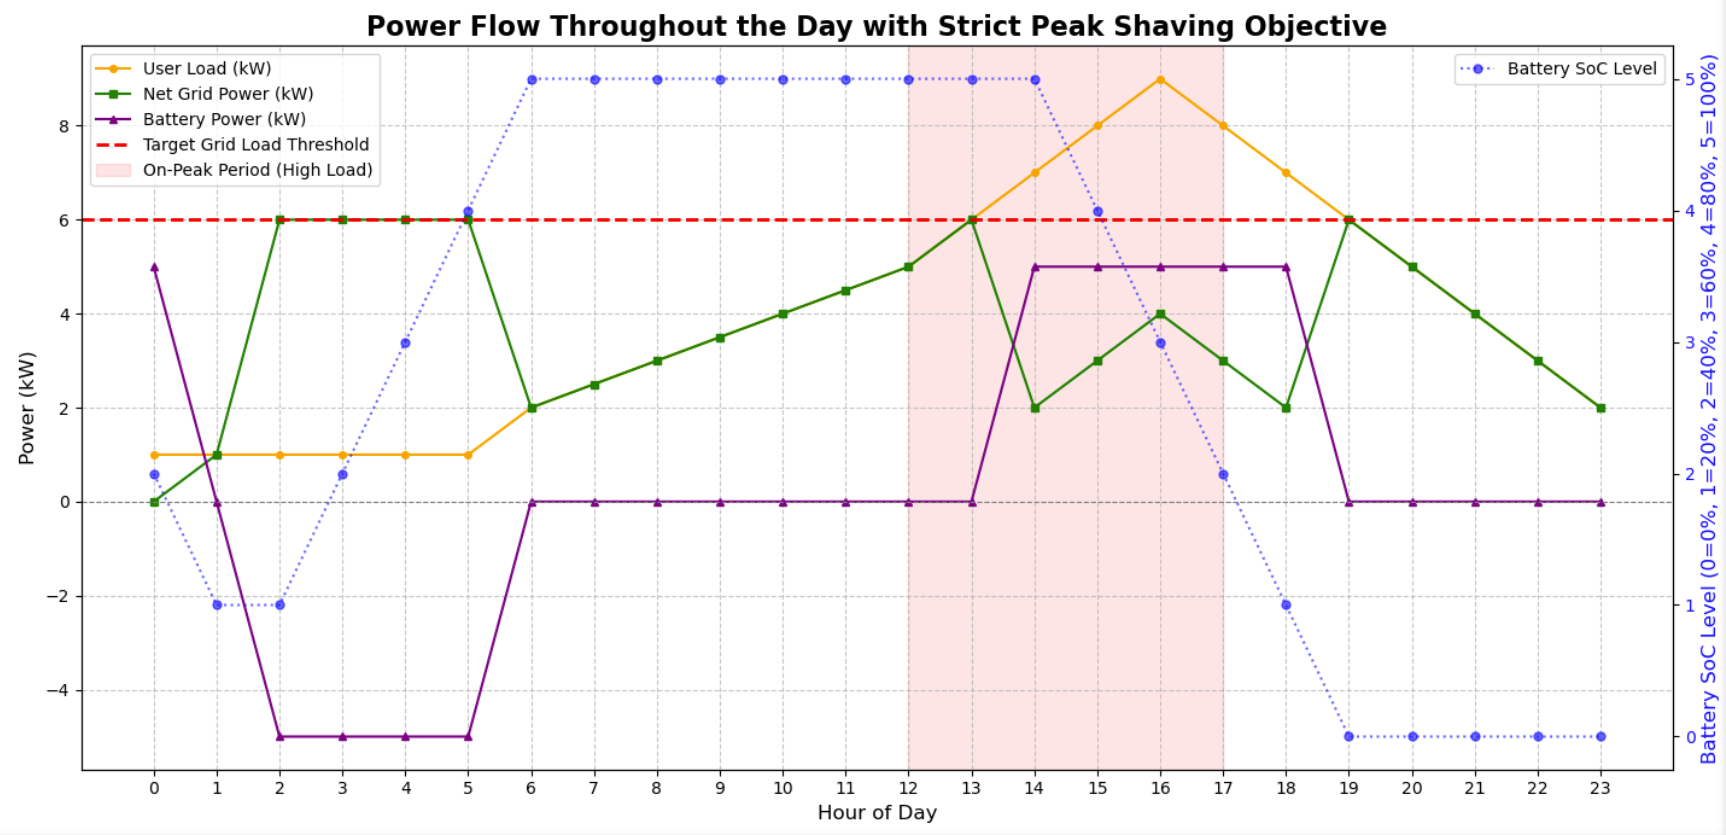 Power Flow Throughout the Day with Strict Peak Shaving Objective
User Load (kW)
Net Grid Power (kW)
Battery Power (kW)
Target Grid Load Threshold
On-Peak Period (High Load)
Battery SoC Level
Power (kW)
8
6
4
2
0
−2
−4
5
4
3
2
1
0
Battery SoC Level (0=0%, 1=20%, 2=40%, 3=60%, 4=80%, 5=100%)
0 1 2 3 4 5 6 7 8 9 10 11 12 13 14 15 16 17 18 19 20 21 22 23
Hour of Day